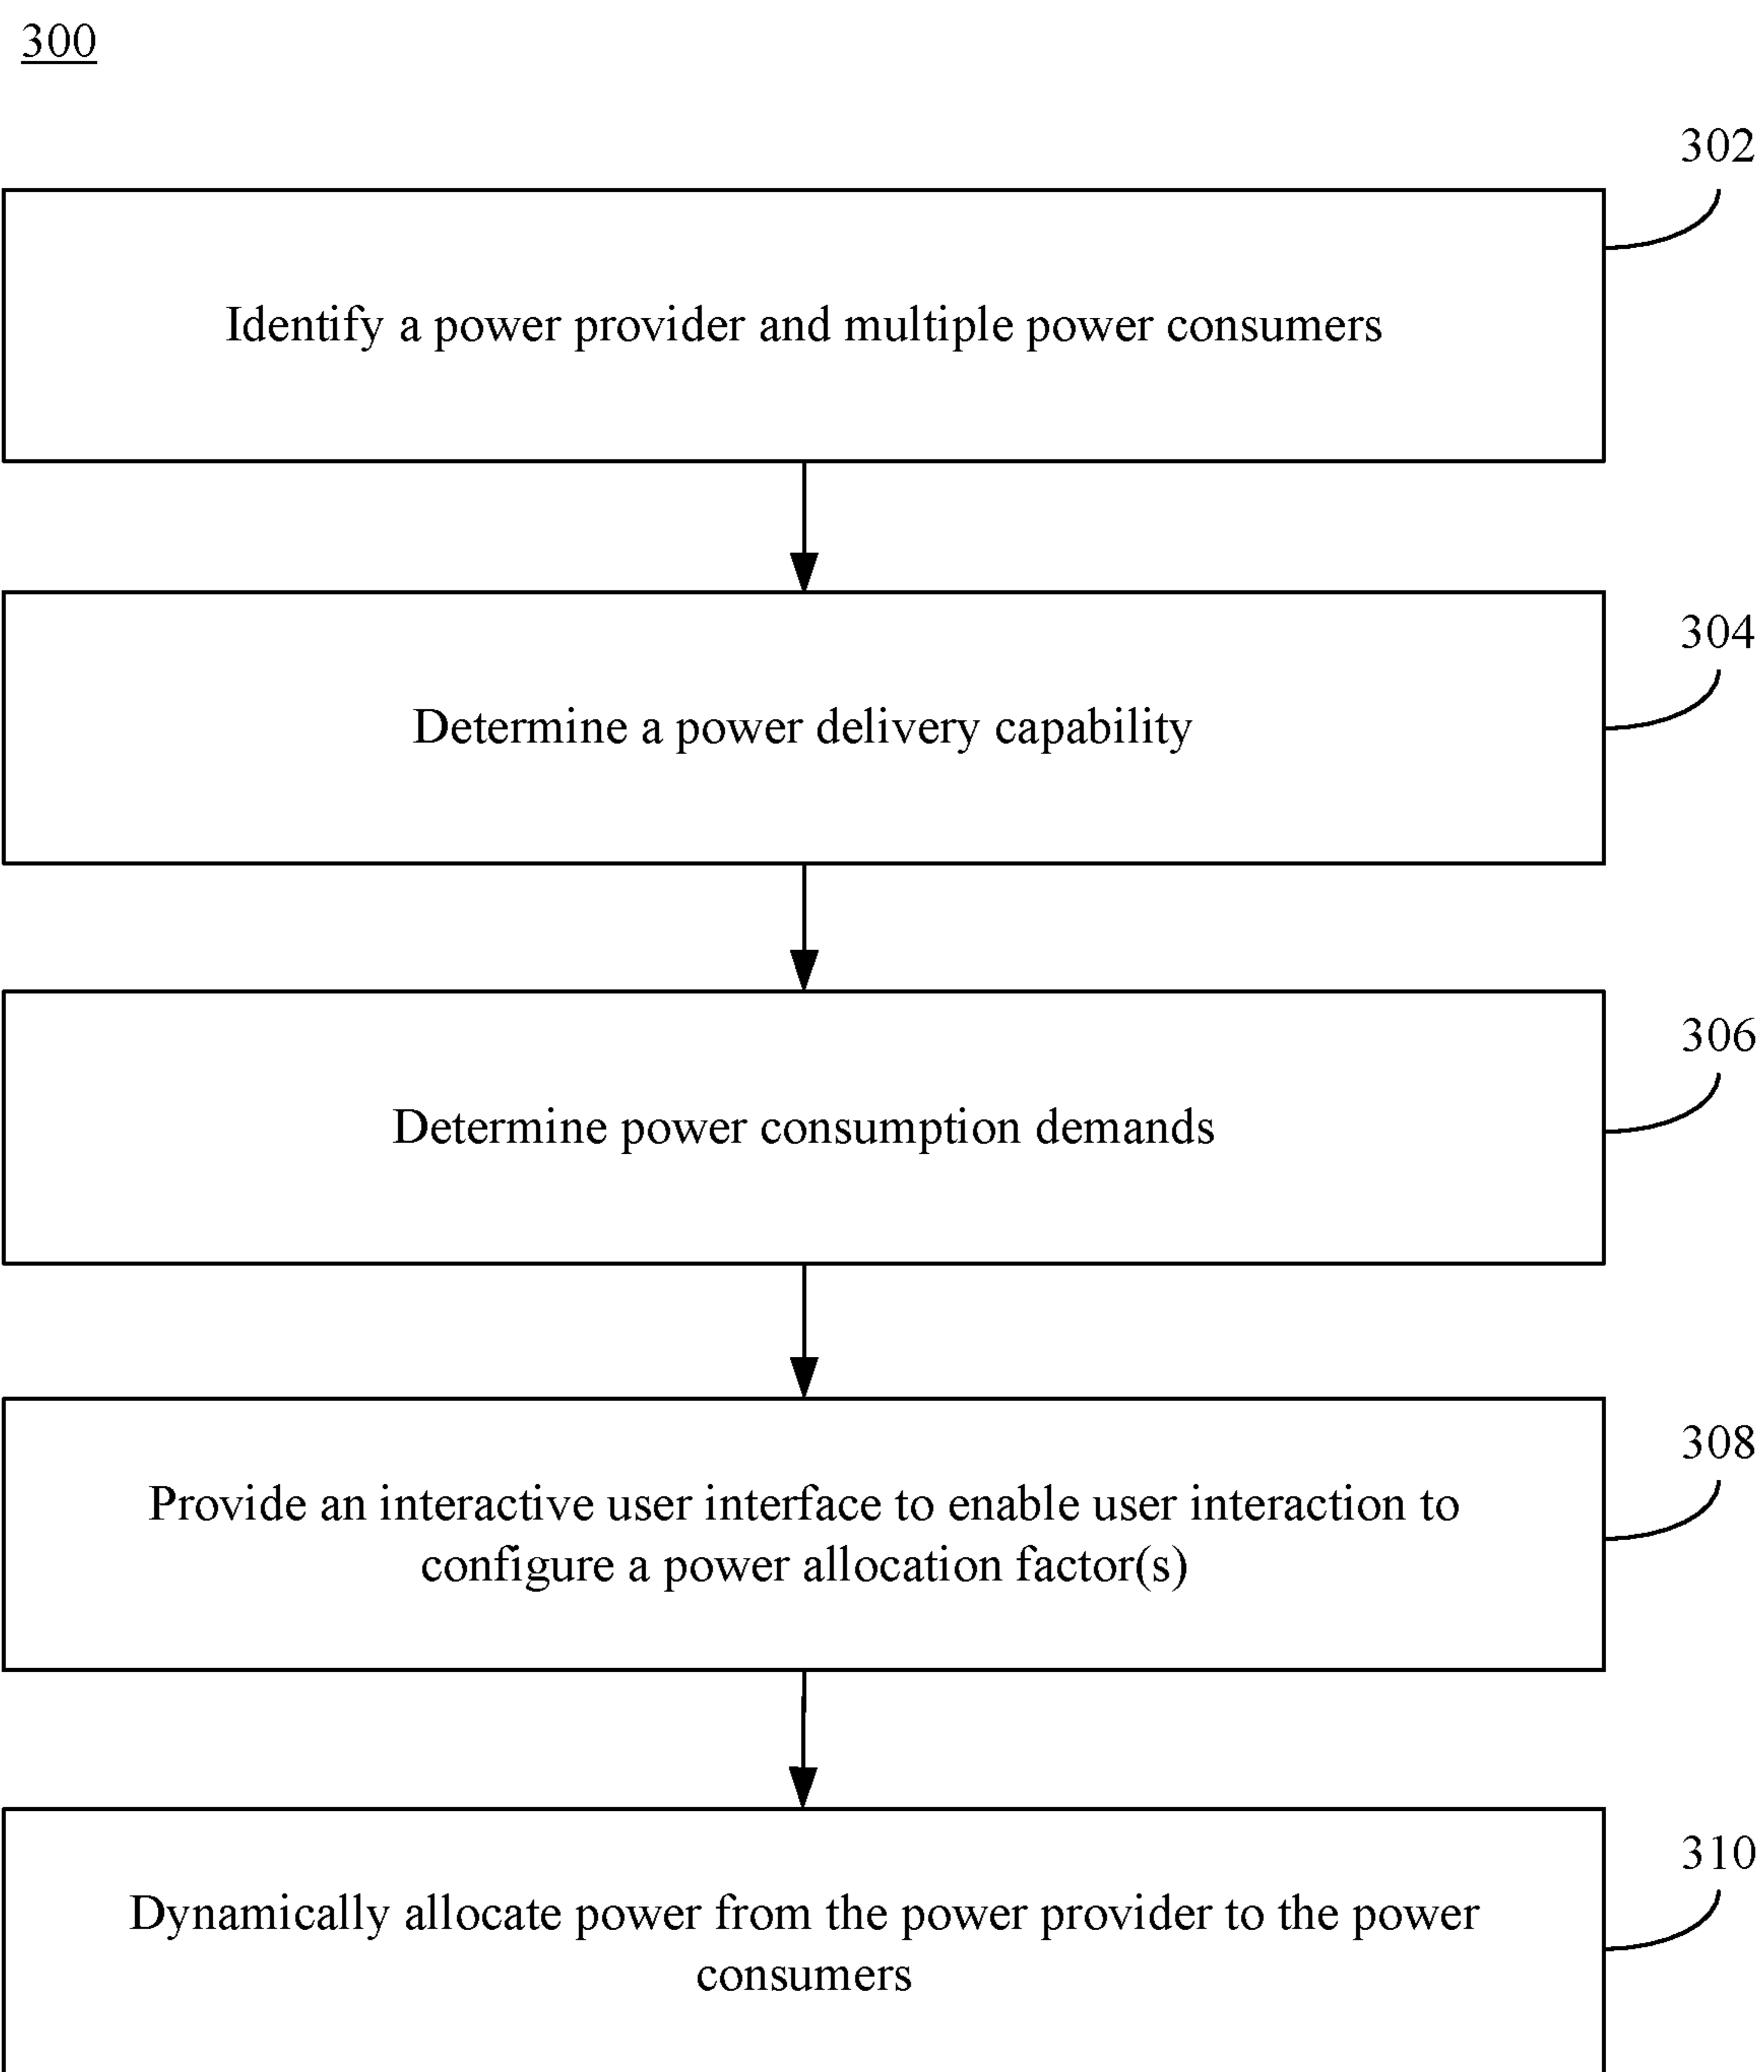 300
302
Identify a power provider and multiple power consumers
304
Determine a power delivery capability
306
Determine power consumption demands
308
Provide an interactive user interface to enable user interaction to
configure a power allocation factor(s)
310
Dynamically allocate power from the power provider to the power
consumers